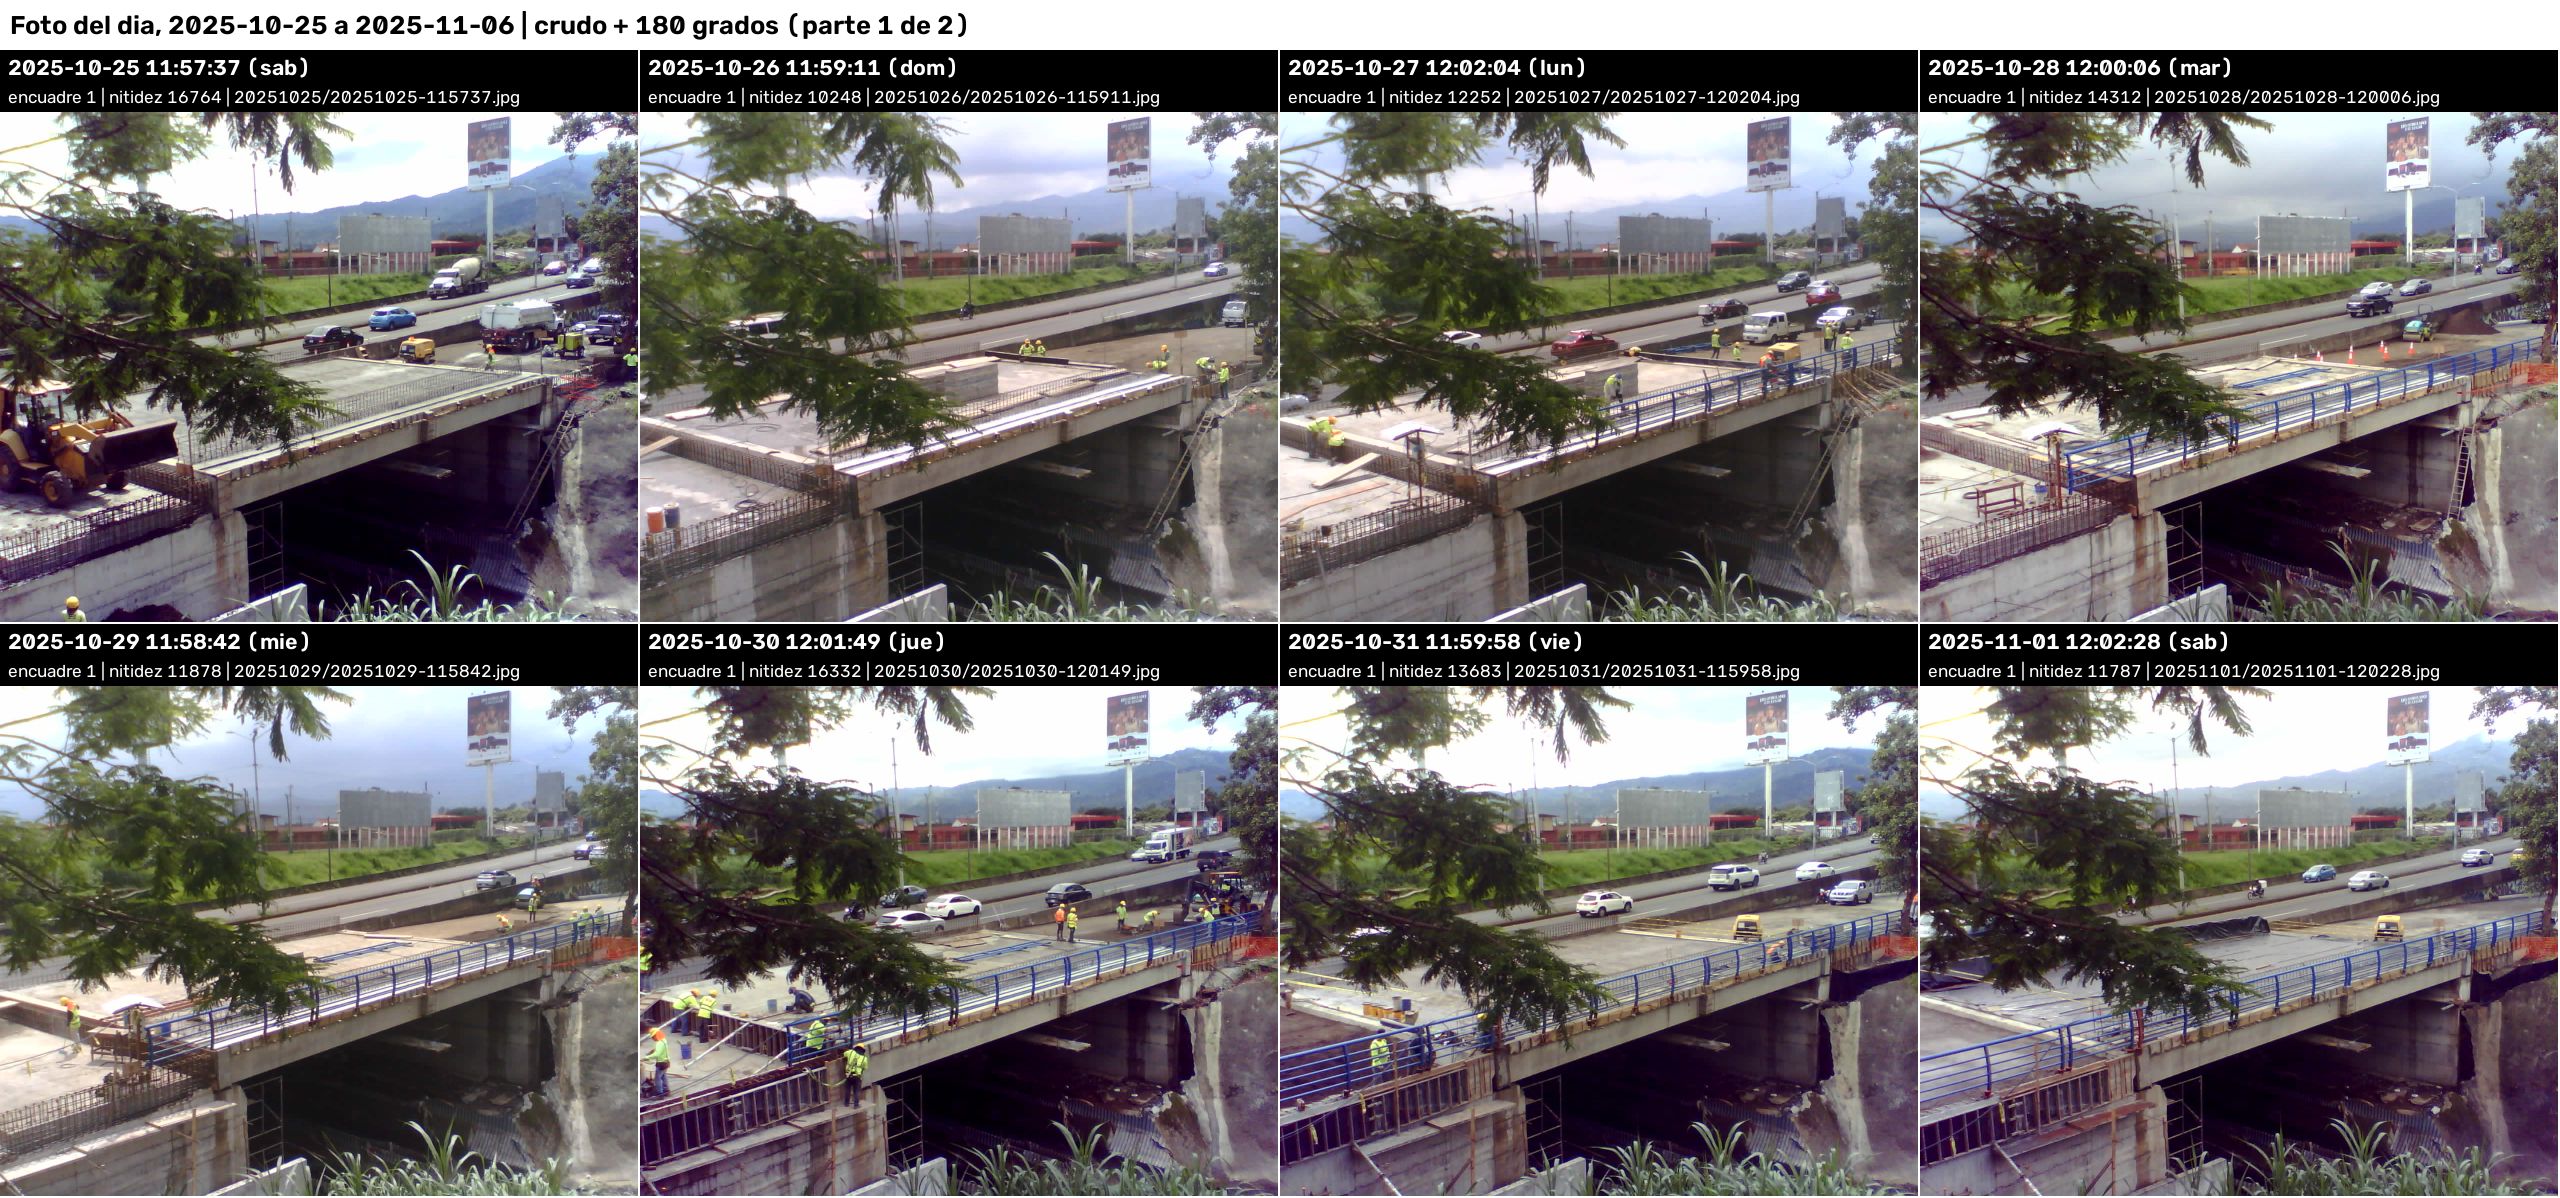 Foto del dia, 2025-10-25 a 2025-11-06 | crudo + 180 grados (parte 1 de 2)
2025-10-25 11:57:37 (sab)
encuadre 1 | nitidez 16764 | 20251025/20251025-115737.jpg
2025-10-26 11:59:11 (dom)
encuadre 1 | nitidez 10248 | 20251026/20251026-115911.jpg
2025-10-27 12:02:04 (lun)
encuadre 1 | nitidez 12252 | 20251027/20251027-120204.jpg
2025-10-28 12:00:06 (mar)
encuadre 1 | nitidez 14312 | 20251028/20251028-120006.jpg
2025-10-29 11:58:42 (mie)
encuadre 1 | nitidez 11878 | 20251029/20251029-115842.jpg
2025-10-30 12:01:49 (jue)
encuadre 1 | nitidez 16332 | 20251030/20251030-120149.jpg
2025-10-31 11:59:58 (vie)
encuadre 1 | nitidez 13683 | 20251031/20251031-115958.jpg
2025-11-01 12:02:28 (sab)
encuadre 1 | nitidez 11787 | 20251101/20251101-120228.jpg